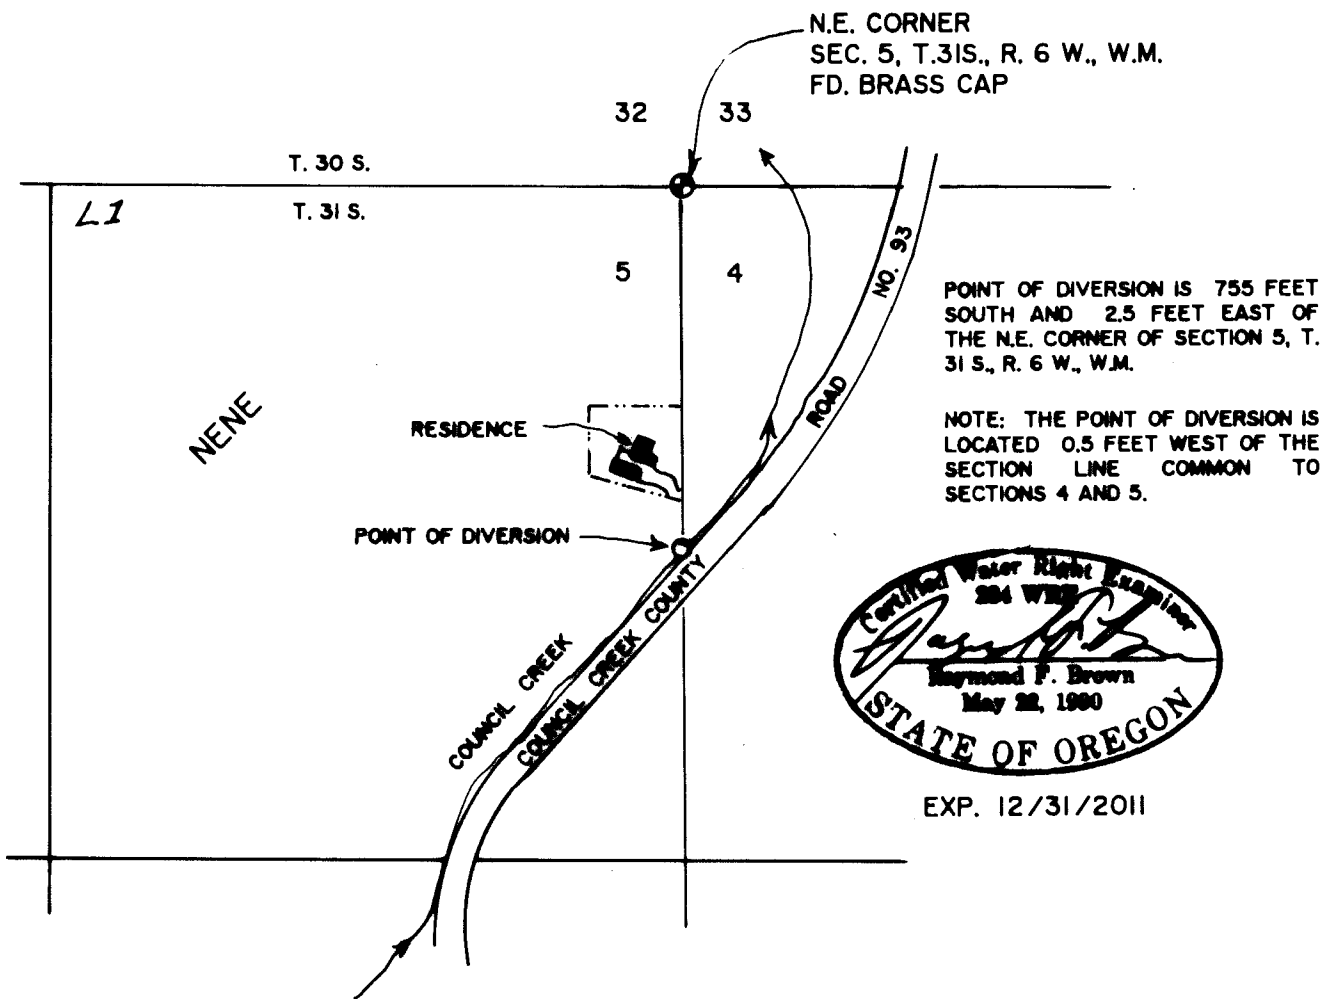 N.E. CORNER
SEC. 5, T.31S., R. 6 W., W.M.
FD. BRASS CAP
32
33
T. 30 S.
T. 31 S.
L1
5
4
NO. 93
POINT OF DIVERSION IS 755 FEET
SOUTH AND 2.5 FEET EAST OF
THE N.E. CORNER OF SECTION 5, T.
31 S., R. 6 W., W.M.
NENE
ROAD
RESIDENCE
NOTE: THE POINT OF DIVERSION IS
LOCATED 0.5 FEET WEST OF THE
SECTION LINE COMMON TO
SECTIONS 4 AND 5.
POINT OF DIVERSION
COUNCIL CREEK
COUNCIL CREEK COUNTY
Certified Water Right Examiner
Raymond F. Brown
May 22, 1990
STATE OF OREGON
EXP. 12/31/2011